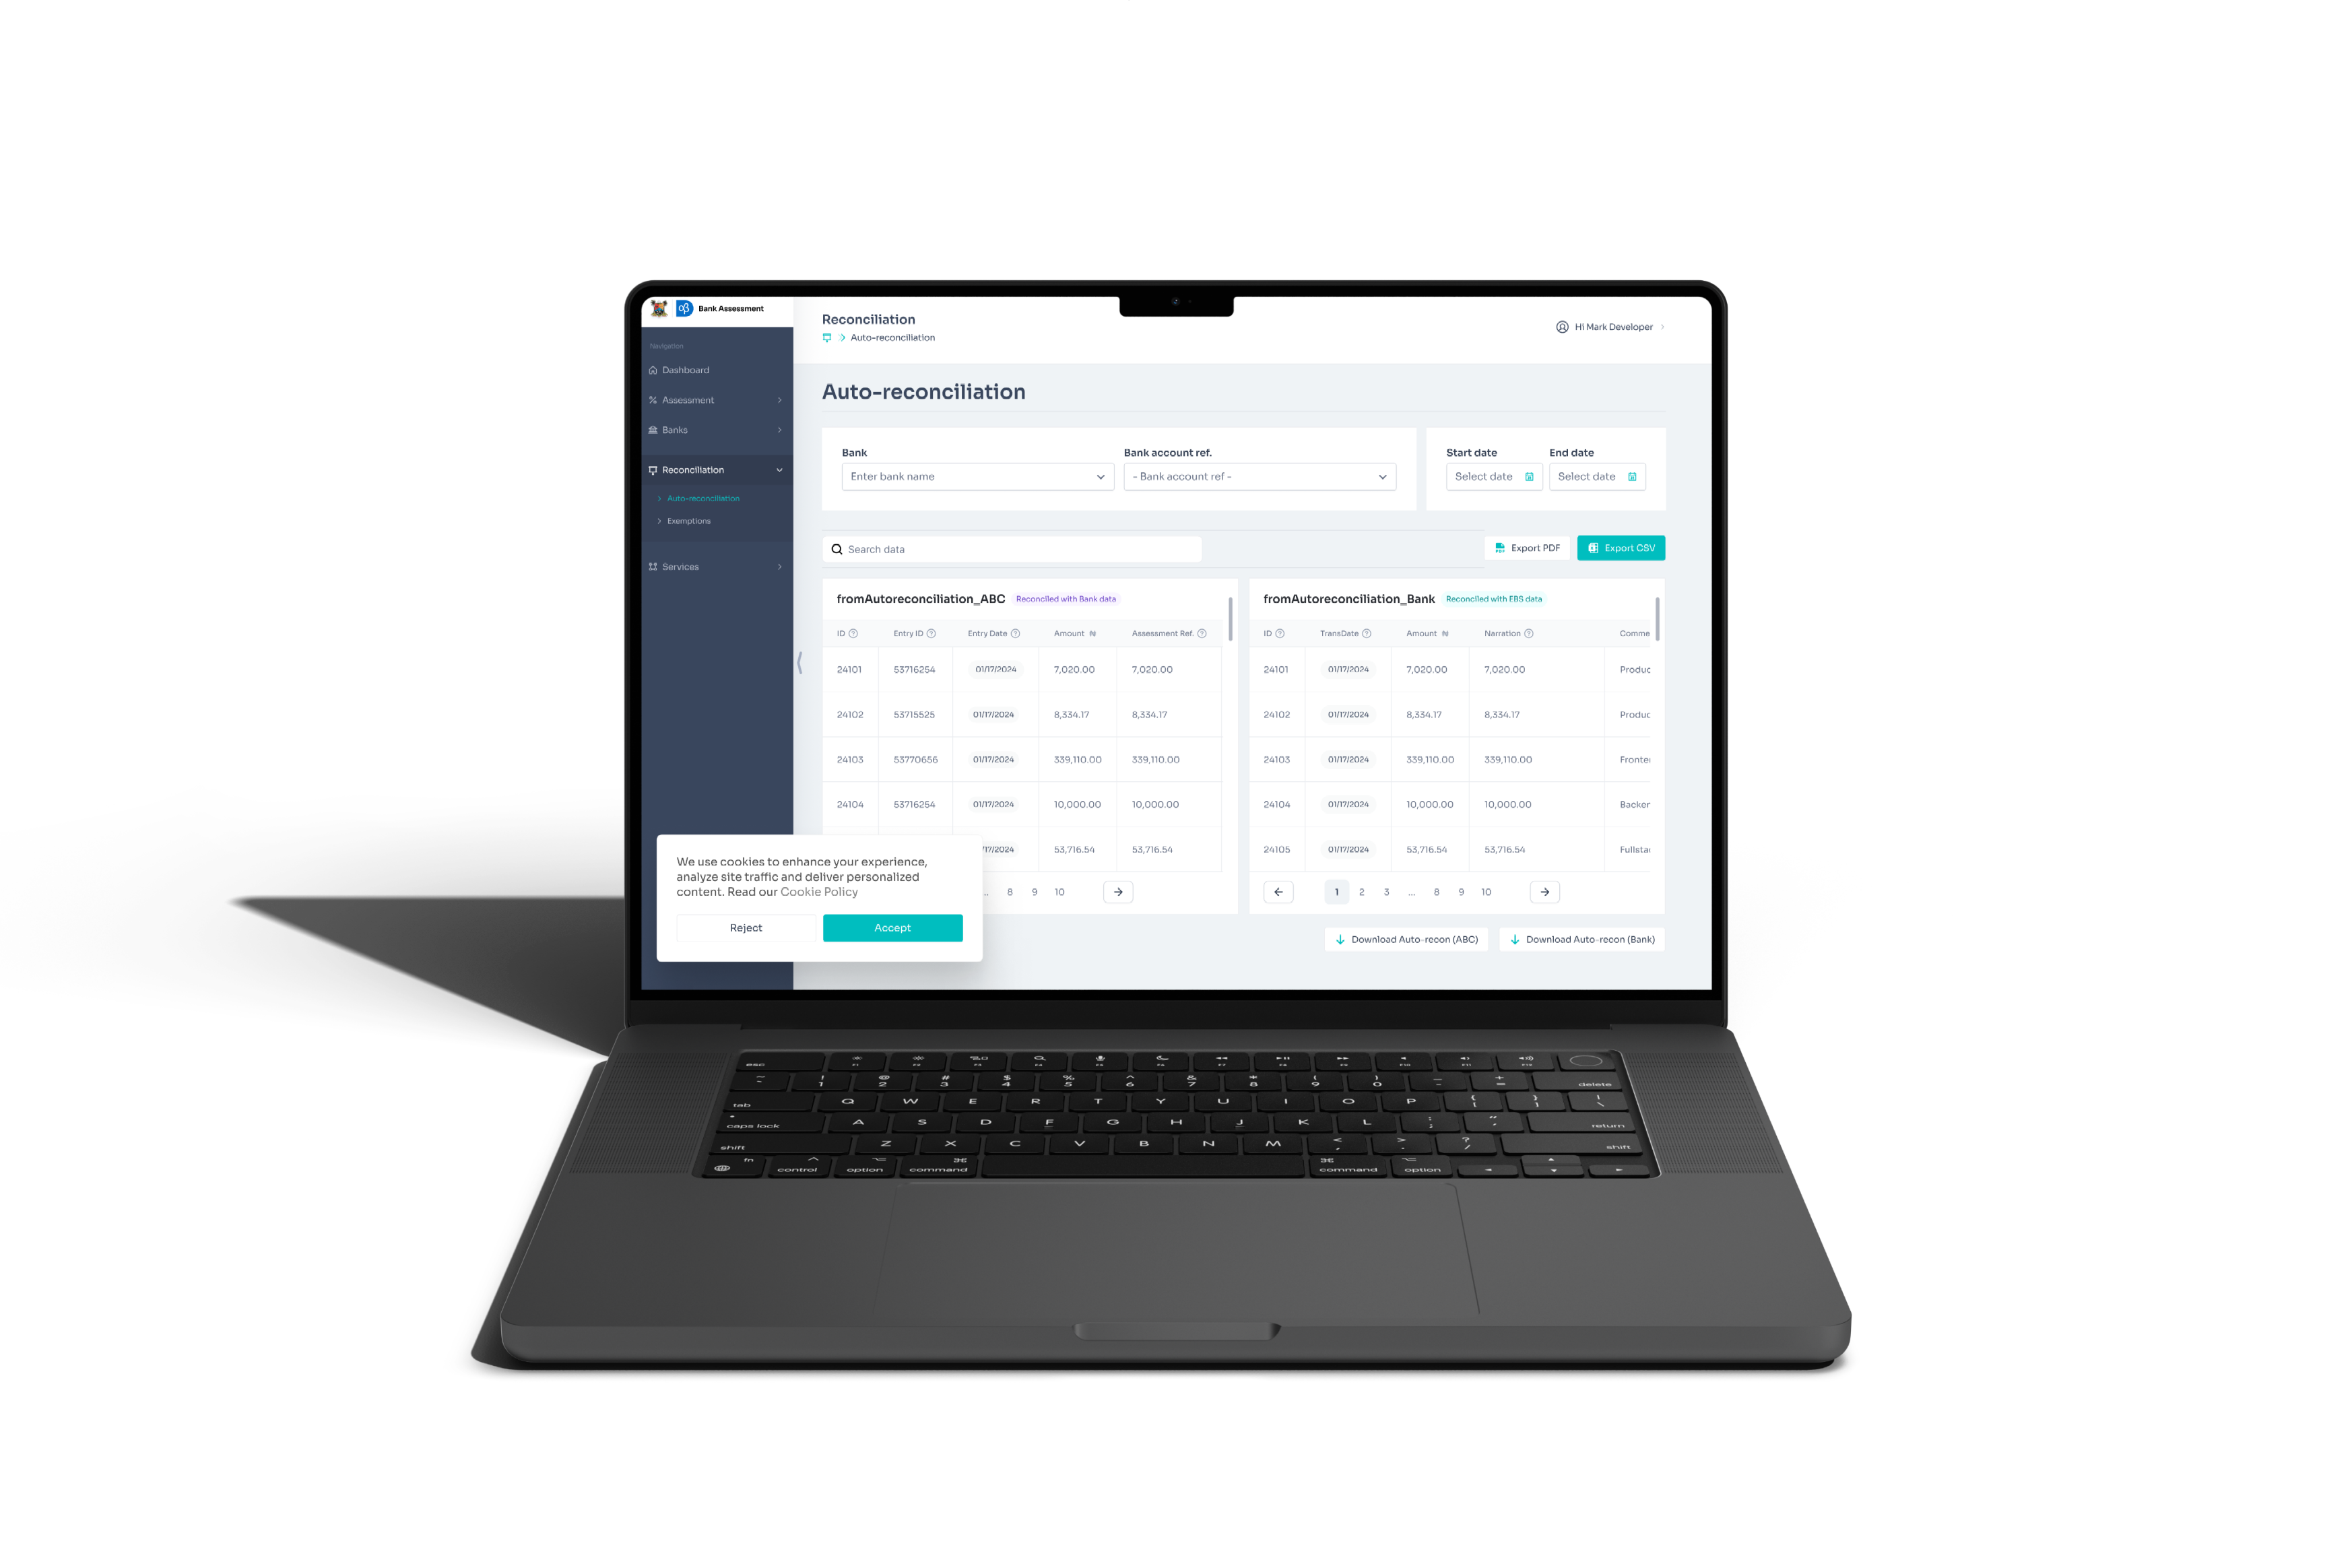 Bank Assessment
Navigation
Dashboard
Assessment
Banks
Reconciliation
Auto-reconciliation
Exemptions
Services
Reconciliation
Auto-reconciliation
Hi Mark Developer
Auto-reconciliation
Bank
Enter bank name
Bank account ref.
- Bank account ref -
Start date
Select date
End date
Select date
Search data
Export PDF
Export CSV
fromAutoreconciliation_ABC Reconciled with Bank data
ID Entry ID Entry Date Amount ₦ Assessment Ref.
24101 53716254 01/17/2024 7,020.00 7,020.00
24102 53715525 01/17/2024 8,334.17 8,334.17
24103 53770656 01/17/2024 339,110.00 339,110.00
24104 53716254 01/17/2024 10,000.00 10,000.00
/17/2024 53,716.54 53,716.54
... 8 9 10
fromAutoreconciliation_Bank Reconciled with EBS data
ID TransDate Amount ₦ Narration Comme
24101 01/17/2024 7,020.00 7,020.00 Produc
24102 01/17/2024 8,334.17 8,334.17 Produc
24103 01/17/2024 339,110.00 339,110.00 Fronte
24104 01/17/2024 10,000.00 10,000.00 Backen
24105 01/17/2024 53,716.54 53,716.54 Fullsta
1 2 3 ... 8 9 10
We use cookies to enhance your experience,
analyze site traffic and deliver personalized
content. Read our Cookie Policy
Reject
Accept
Download Auto-recon (ABC)
Download Auto-recon (Bank)
esc F1 F2 F3 F4 F5 F6 F7 F8 F9 F10 F11 F12
~ ! @ # $ % ^ & * ( ) _ +
\` 1 2 3 4 5 6 7 8 9 0 - = delete
tab Q W E R T Y U I O P { [ } ] | \
caps lock A S D F G H J K L : ; " ' return
shift Z X C V B N M < , > . ? / shift
fn control option command command option